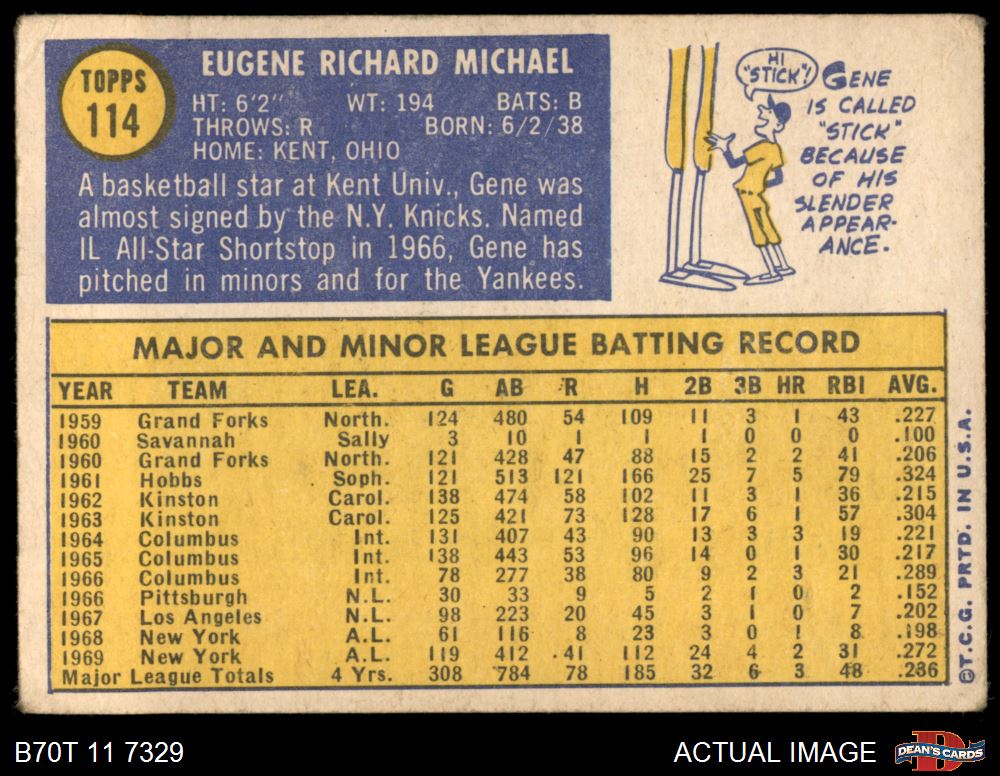 TOPPS
114
EUGENE RICHARD MICHAEL
HT: 6'2" WT: 194 BATS: B
THROWS: R BORN: 6/2/38
HOME: KENT, OHIO
A basketball star at Kent Univ., Gene was
almost signed by the N.Y. Knicks. Named
IL All-Star Shortstop in 1966, Gene has
pitched in minors and for the Yankees.
HI
"STICK"!
GENE
IS CALLED
"STICK"
BECAUSE
OF HIS
SLENDER
APPEAR-
ANCE.
MAJOR AND MINOR LEAGUE BATTING RECORD
YEAR TEAM LEA. G AB R H 2B 3B HR RBI AVG.
1959 Grand Forks North. 124 480 54 109 11 3 1 43 .227
1960 Savannah Sally 3 10 1 1 1 0 0 0 .100
1960 Grand Forks North. 121 428 47 88 15 2 2 41 .206
1961 Hobbs Soph. 121 513 121 166 25 7 5 79 .324
1962 Kinston Carol. 138 474 58 102 11 3 1 36 .215
1963 Kinston Carol. 125 421 73 128 17 6 1 57 .304
1964 Columbus Int. 131 407 43 90 13 3 3 19 .221
1965 Columbus Int. 138 443 53 96 14 0 1 30 .217
1966 Columbus Int. 78 277 38 80 9 2 3 21 .289
1966 Pittsburgh N.L. 30 33 9 5 2 1 0 2 .152
1967 Los Angeles N.L. 98 223 20 45 3 1 0 7 .202
1968 New York A.L. 61 116 8 23 3 0 1 8 .198
1969 New York A.L. 119 412 41 112 24 4 2 31 .272
Major League Totals 4 Yrs. 308 784 78 185 32 6 3 48 .236
©T.C.G. PRTD. IN U.S.A.
B70T 11 7329
ACTUAL IMAGE
DEAN'S CARDS